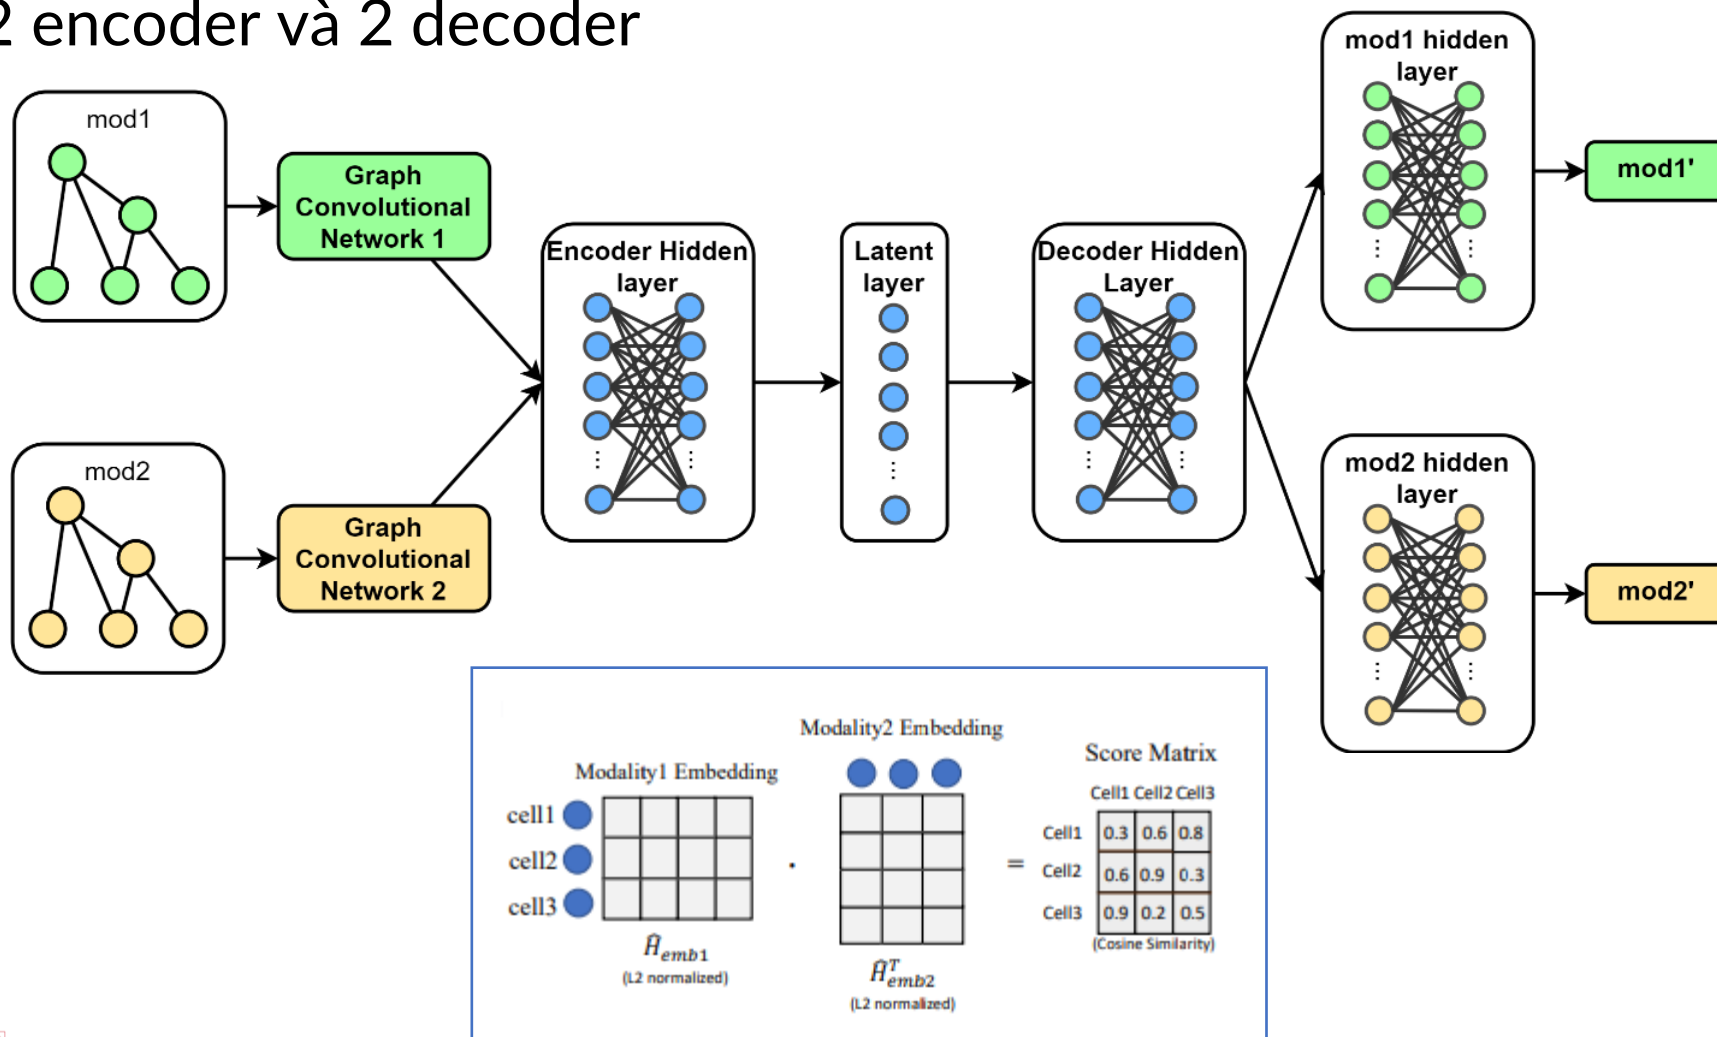 2 encoder và 2 decoder
mod1
Graph
Convolutional
Network 1
mod2
Graph
Convolutional
Network 2
Encoder Hidden
layer
Latent
layer
Decoder Hidden
Layer
mod1 hidden
layer
mod1'
mod2 hidden
layer
mod2'
Modality1 Embedding
cell1
cell2
cell3
Ĥemb1
(L2 normalized)
.
Modality2 Embedding
Ĥᵀemb2
(L2 normalized)
=
Score Matrix
Cell1 Cell2 Cell3
Cell1 0.3 0.6 0.8
Cell2 0.6 0.9 0.3
Cell3 0.9 0.2 0.5
(Cosine Similarity)